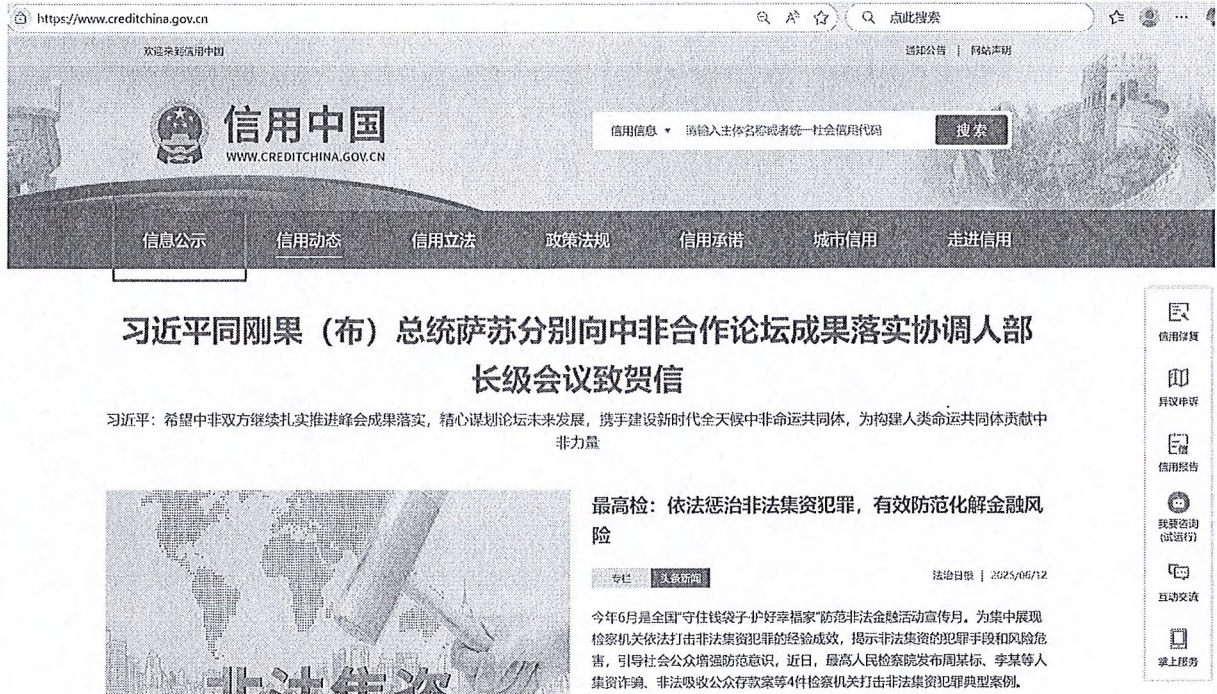 https://www.creditchina.gov.cn
点此搜索
欢迎来到信用中国
通知公告 | 网站声明
信用中国
WWW.CREDITCHINA.GOV.CN
信用信息
请输入主体名称或者统一社会信用代码
搜索
信息公示 信用动态 信用立法 政策法规 信用承诺 城市信用 走进信用
习近平同刚果（布）总统萨苏分别向中非合作论坛成果落实协调人部
长级会议致贺信
习近平：希望中非双方继续扎实推进峰会成果落实，精心谋划论坛未来发展，携手建设新时代全天候中非命运共同体，为构建人类命运共同体贡献中
非力量
信用修复
异议申诉
信用报告
我要咨询
(试运行)
互动交流
掌上服务
非法集资
最高检：依法惩治非法集资犯罪，有效防范化解金融风
险
专栏 头条新闻
法治日报 | 2025/06/12
今年6月是全国“守住钱袋子·护好幸福家”防范非法金融活动宣传月。为集中展现
检察机关依法打击非法集资犯罪的经验成效，揭示非法集资的犯罪手段和风险危
害，引导社会公众增强防范意识，近日，最高人民检察院发布周某标、李某等人
集资诈骗、非法吸收公众存款案等4件检察机关打击非法集资犯罪典型案例。